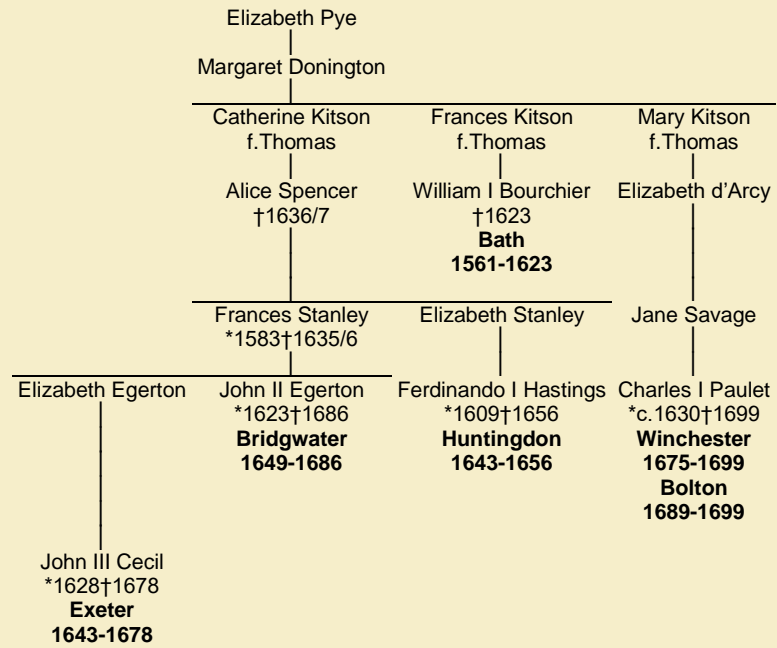 Elizabeth Pye
Margaret Donington
Catherine Kitson
f.Thomas
Frances Kitson
f.Thomas
Mary Kitson
f.Thomas
Alice Spencer
†1636/7
William I Bourchier
†1623
Bath
1561-1623
Elizabeth d'Arcy
Frances Stanley
*1583†1635/6
Elizabeth Stanley
Jane Savage
Elizabeth Egerton
John II Egerton
*1623†1686
Bridgwater
1649-1686
Ferdinando I Hastings
*1609†1656
Huntingdon
1643-1656
Charles I Paulet
*c.1630†1699
Winchester
1675-1699
Bolton
1689-1699
John III Cecil
*1628†1678
Exeter
1643-1678